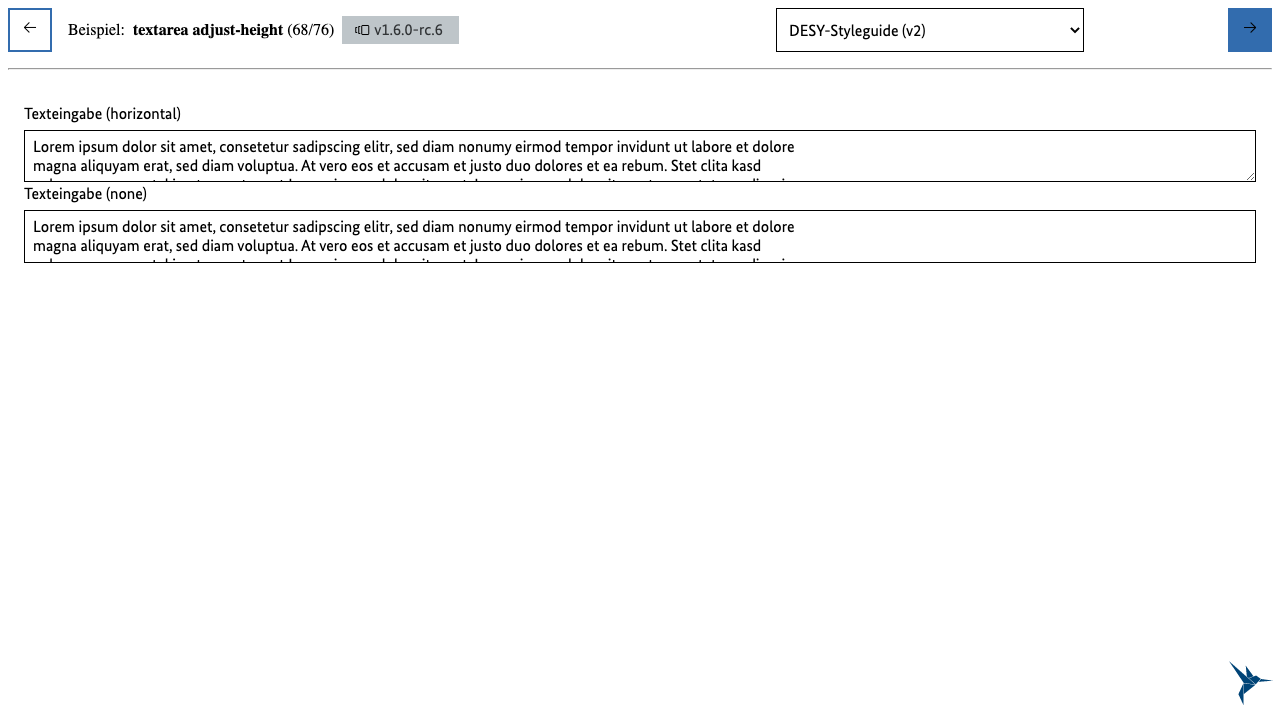 Beispiel: textarea adjust-height (68/76) v1.6.0-rc.6 DESY-Styleguide (v2)
Texteingabe (horizontal)
Lorem ipsum dolor sit amet, consetetur sadipscing elitr, sed diam nonumy eirmod tempor invidunt ut labore et dolore
magna aliquyam erat, sed diam voluptua. At vero eos et accusam et justo duo dolores et ea rebum. Stet clita kasd
Texteingabe (none)
Lorem ipsum dolor sit amet, consetetur sadipscing elitr, sed diam nonumy eirmod tempor invidunt ut labore et dolore
magna aliquyam erat, sed diam voluptua. At vero eos et accusam et justo duo dolores et ea rebum. Stet clita kasd